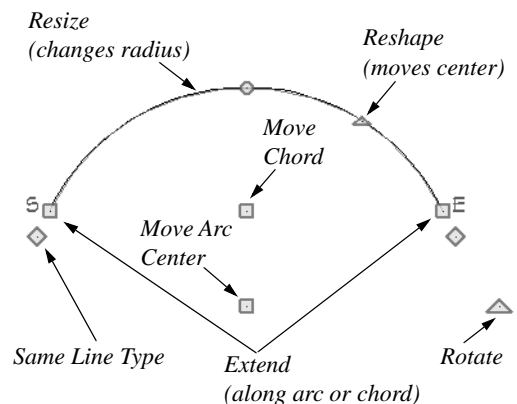 Resize
(changes radius)
Reshape
(moves center)
Move
Chord
S
E
Move Arc
Center
Same Line Type
Extend
(along arc or chord)
Rotate